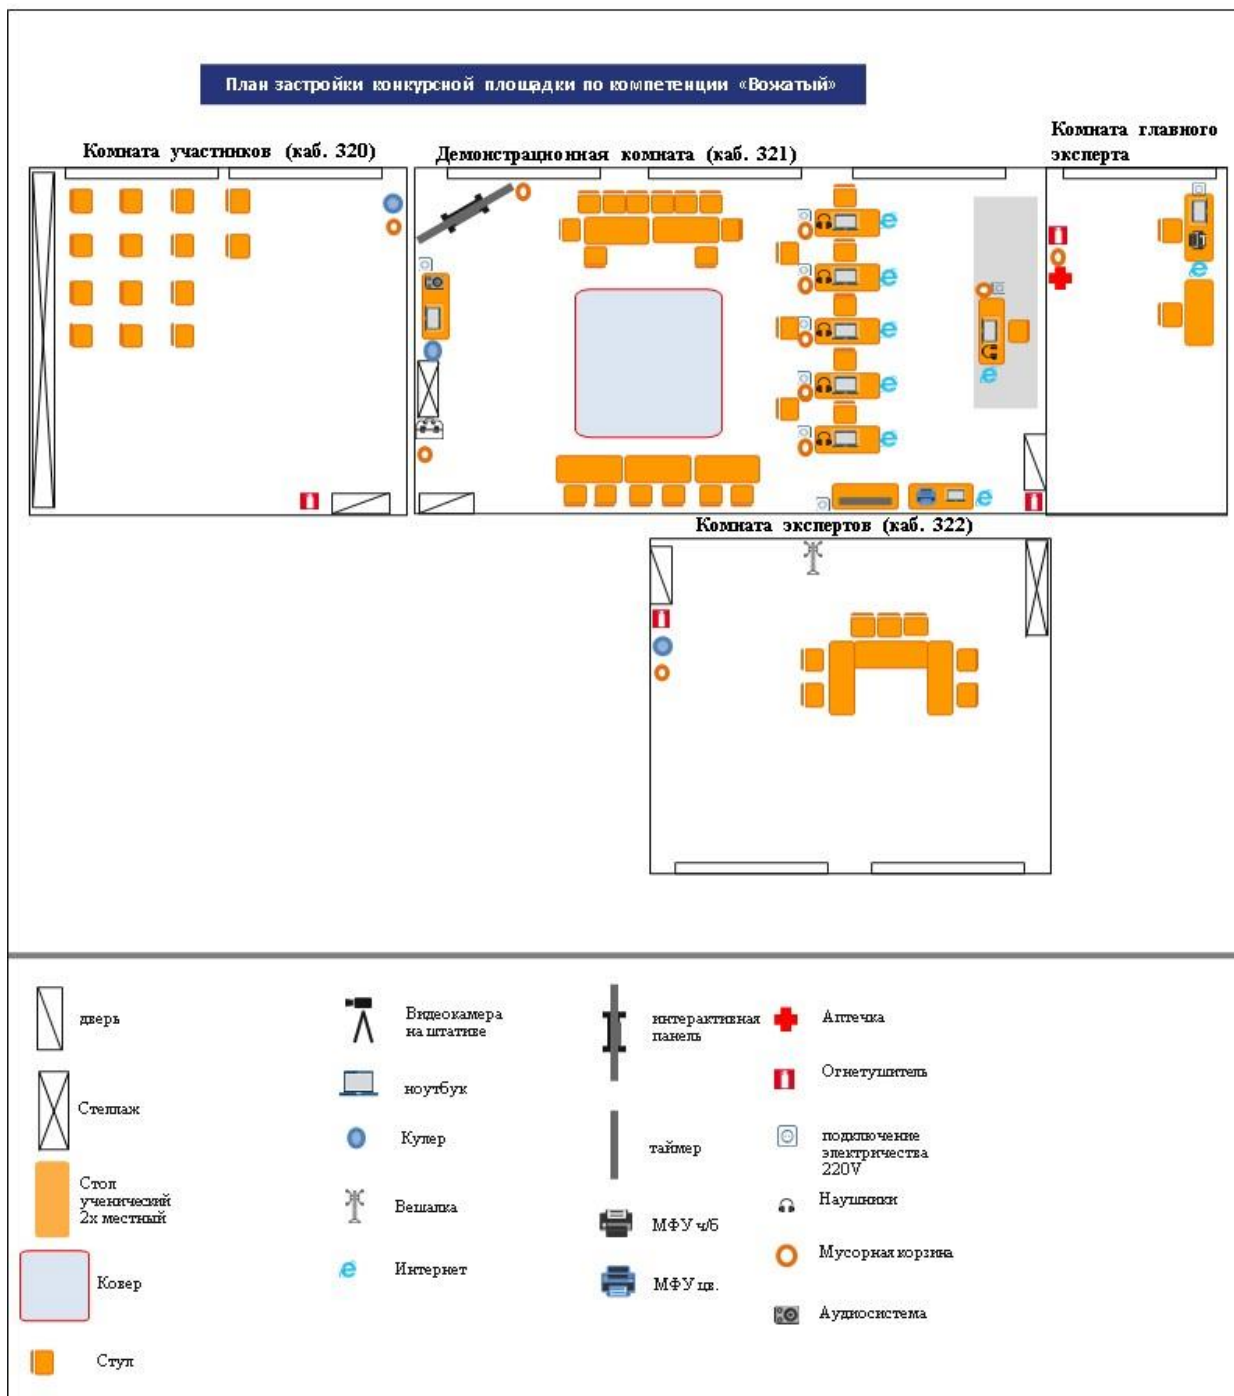 План застройки конкурсной площадки по компетенции «Вожатый»
Комната участников (каб. 320)
Демонстрационная комната (каб. 321)
Комната главного
эксперта
Комната экспертов (каб. 322)
дверь
Стеллаж
Стол
ученический
2х местный
Ковер
Стул
Видеокамера
на штативе
ноутбук
Кулер
Вешалка
Интернет
интерактивная
панель
таймер
МФУ ч/б
МФУ цв.
Аптечка
Огнетушитель
подключение
электричества
220V
Наушники
Мусорная корзина
Аудиосистема